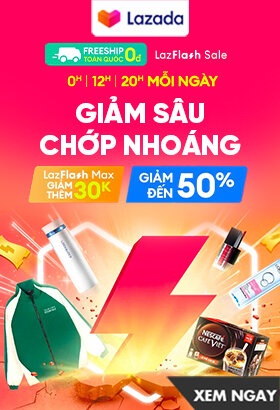 Lazada
FREESHIP
TOÀN QUỐC 0đ
LazFlash Sale
0H | 12H | 20H MỖI NGÀY
GIẢM SÂU
CHỚP NHOÁNG
LazFlash Max
GIẢM
THÊM 30K
GIẢM
ĐẾN 50%
NESCAFÉ
CAFÉ VIỆT
XEM NGAY